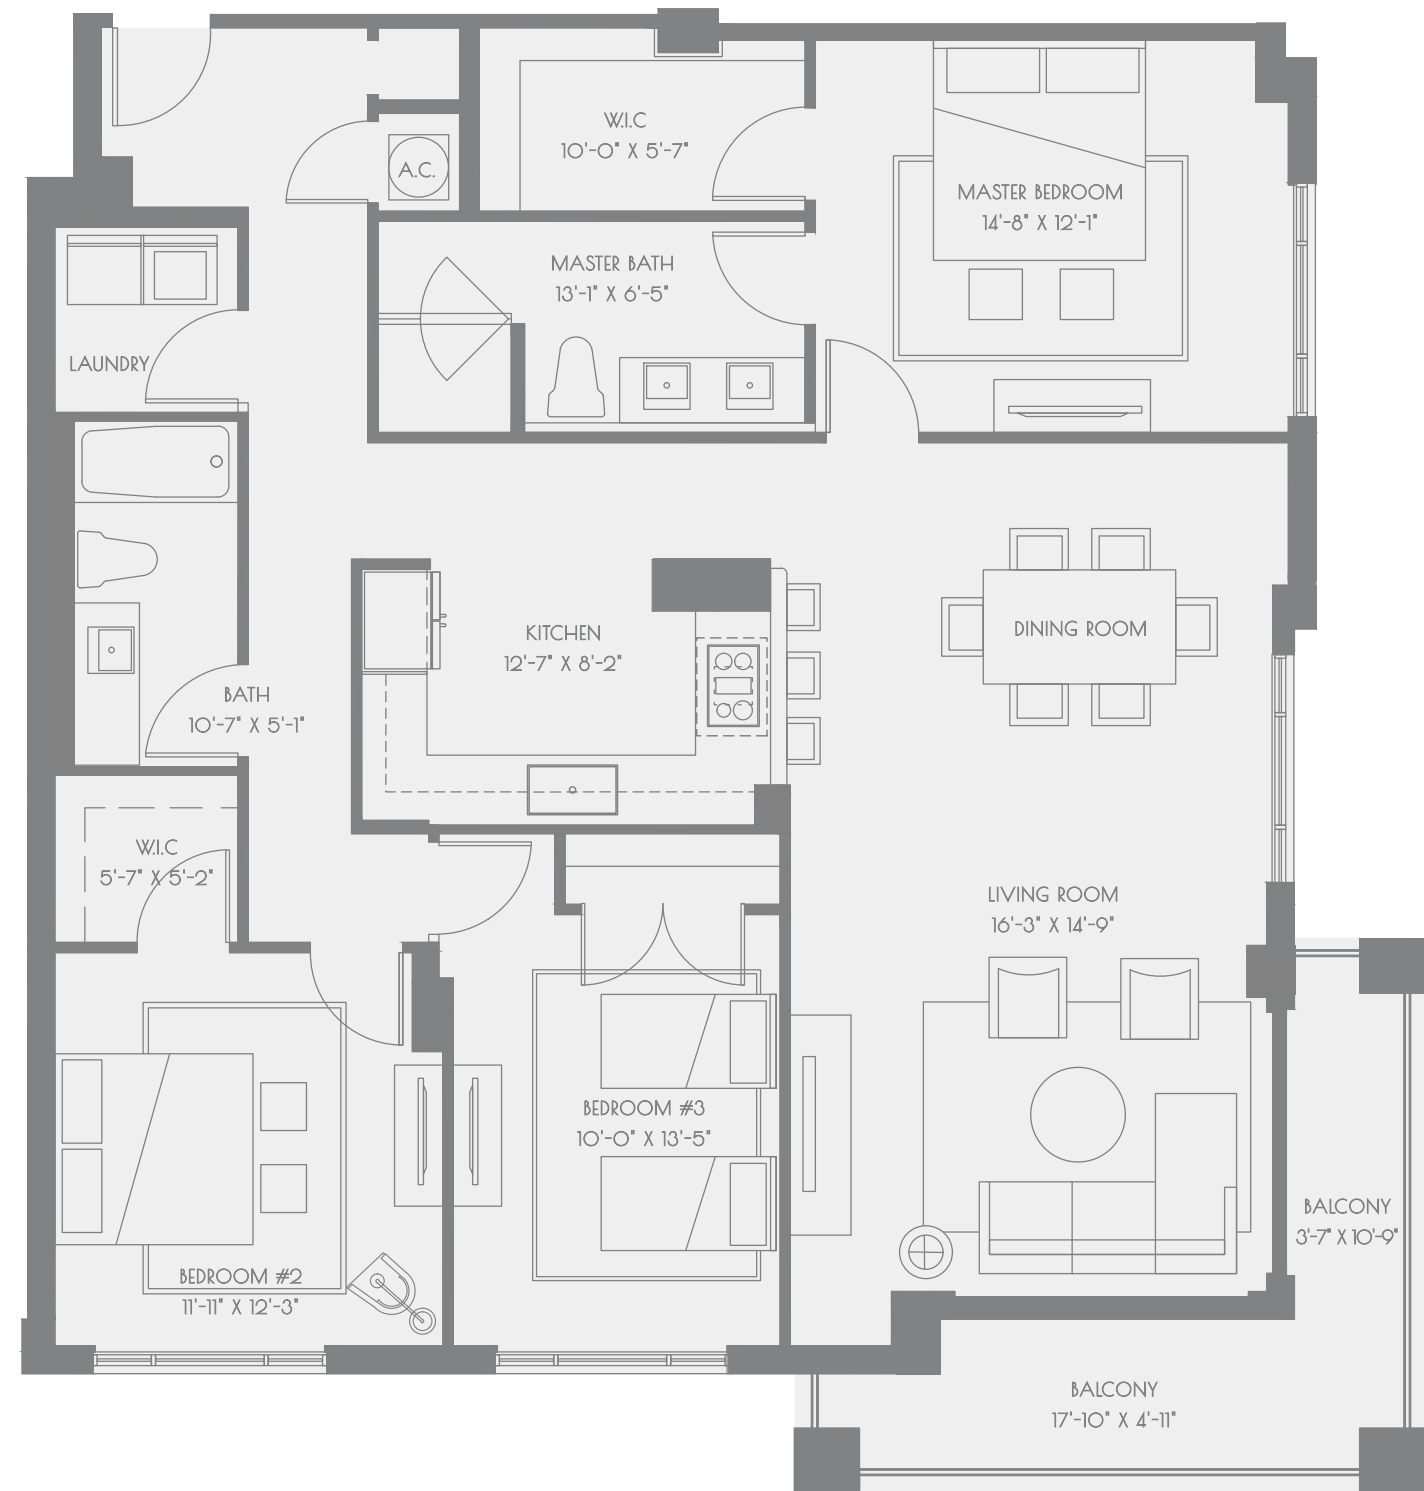 W.I.C
10'-0" X 5'-7"
A.C.
MASTER BEDROOM
14'-8" X 12'-1"
MASTER BATH
13'-1" X 6'-5"
LAUNDRY
KITCHEN
12'-7" X 8'-2"
DINING ROOM
BATH
10'-7" X 5'-1"
W.I.C
5'-7" X 5'-2"
LIVING ROOM
16'-3" X 14'-9"
BEDROOM #3
10'-0" X 13'-5"
BALCONY
3'-7" X 10'-9"
BEDROOM #2
11'-11" X 12'-3"
BALCONY
17'-10" X 4'-11"